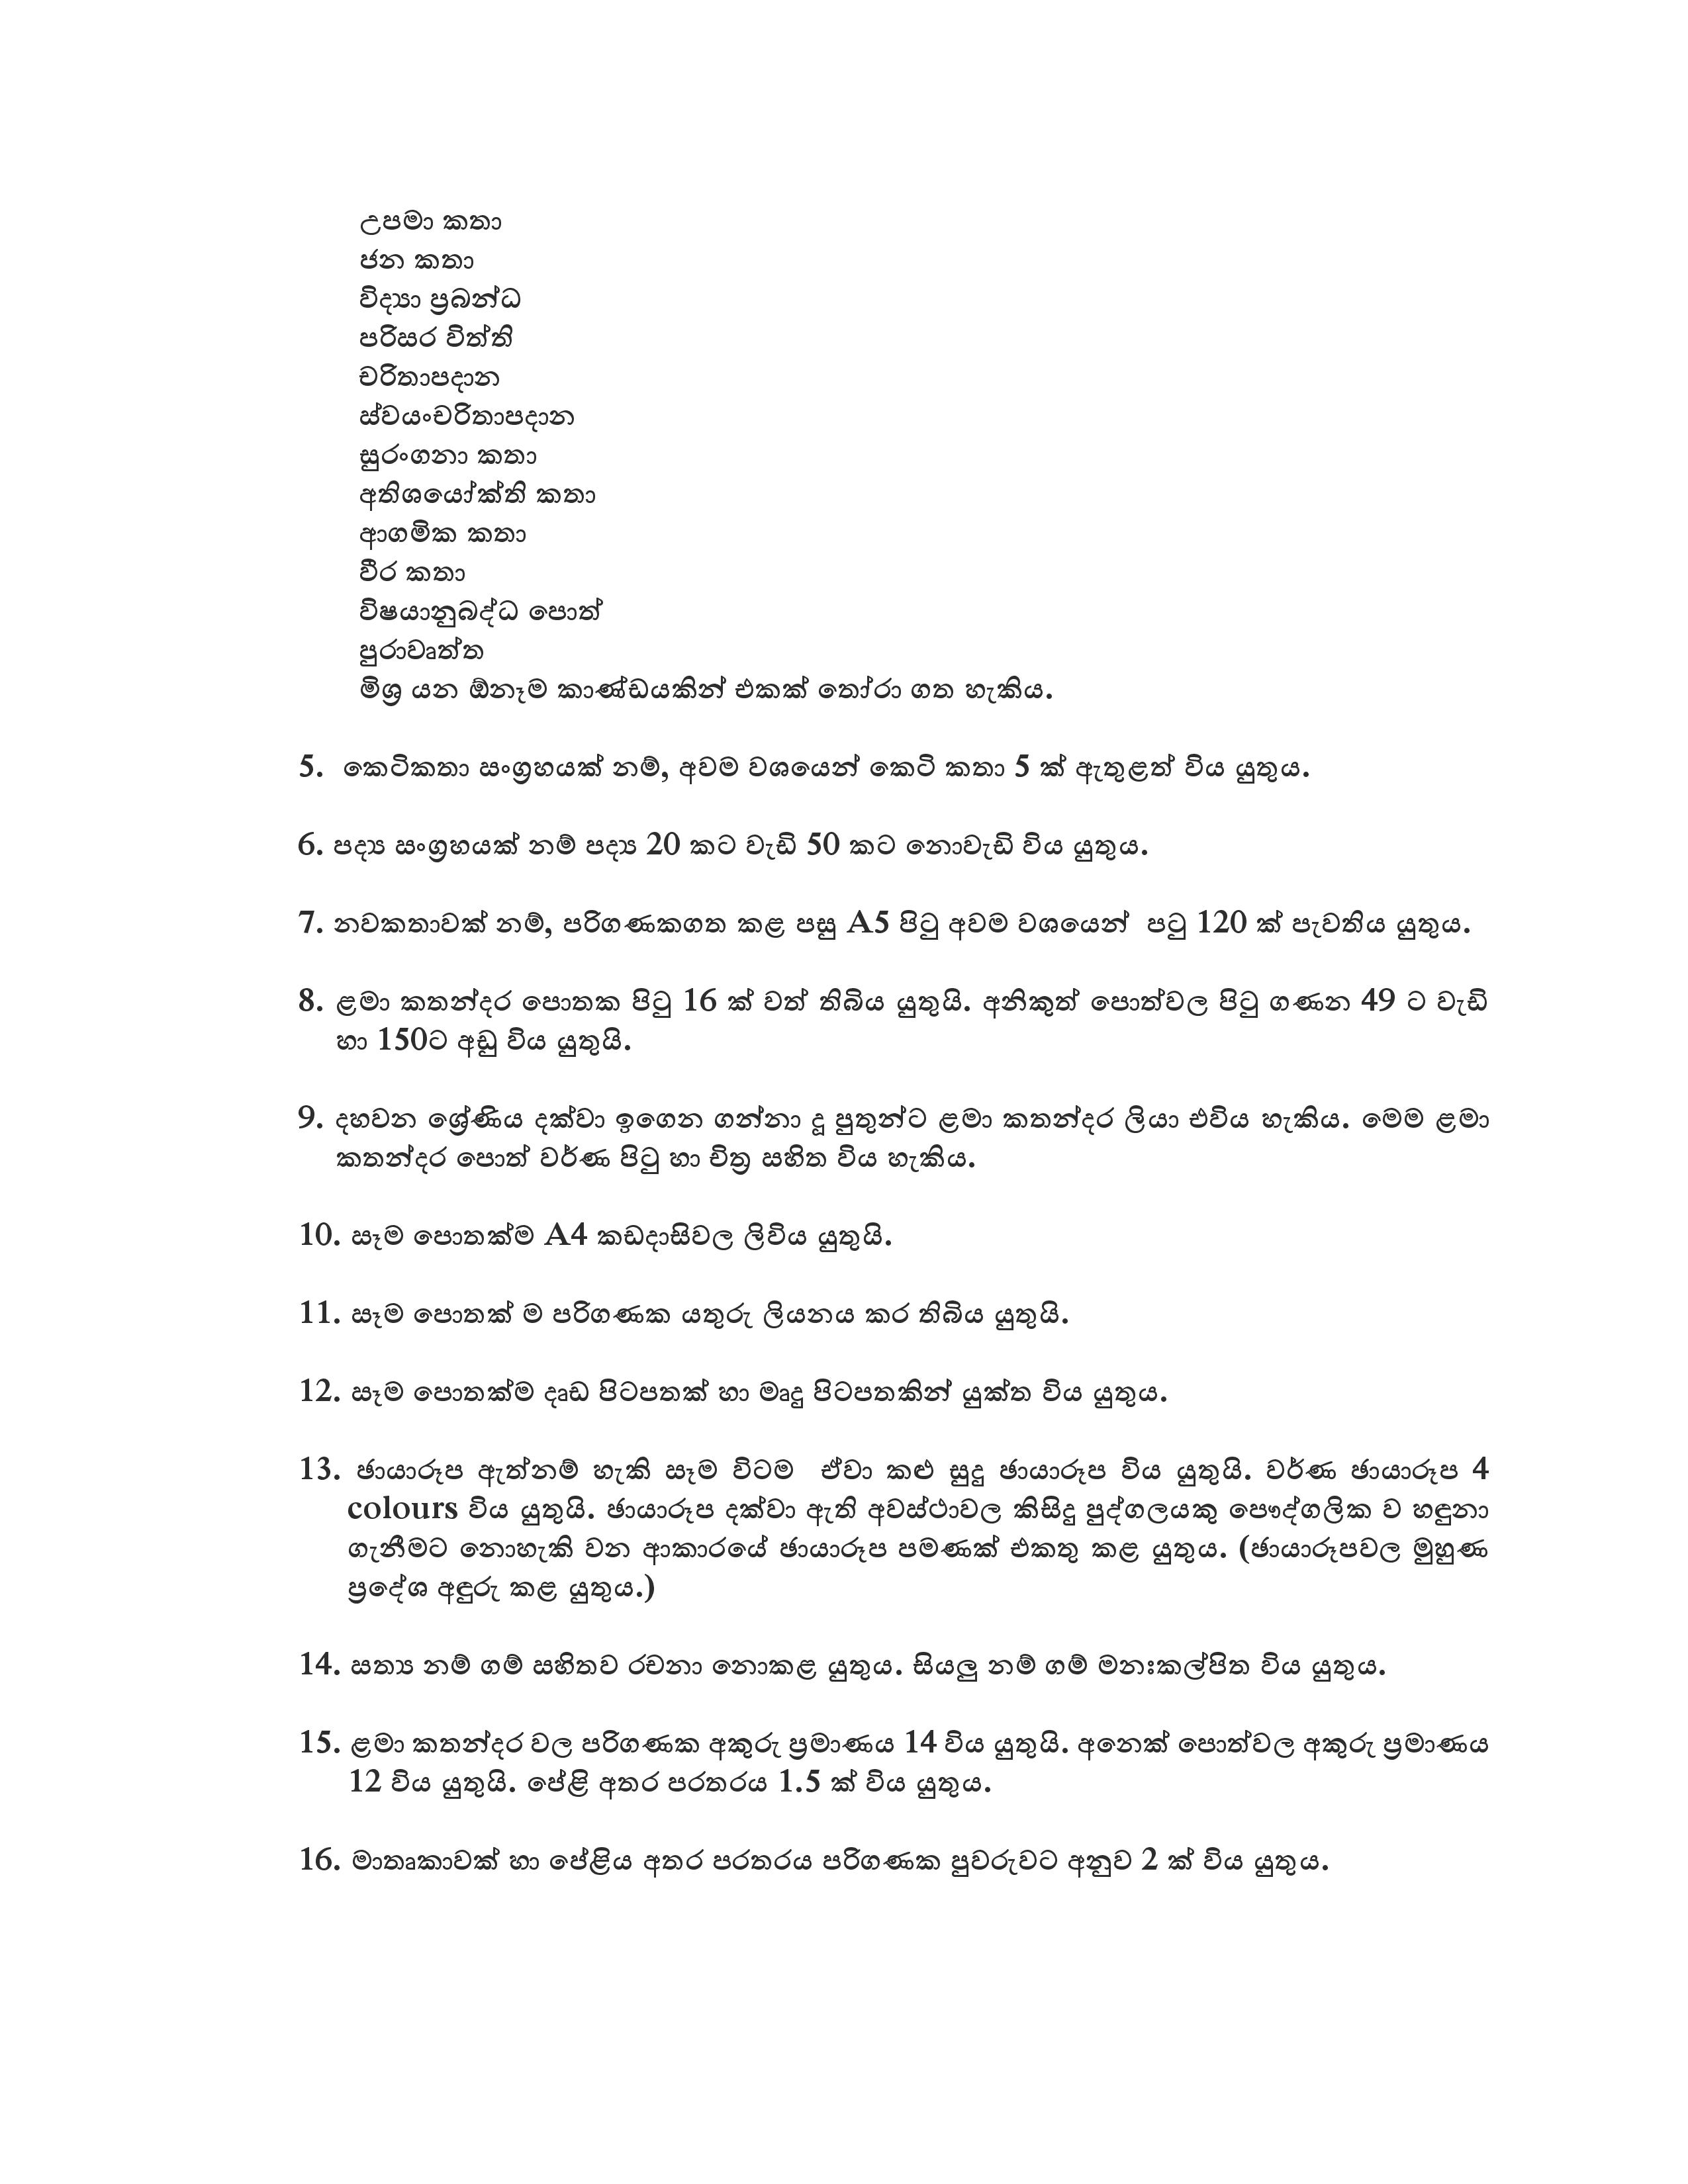 උපමා කතා
ජන කතා
විද්‍යා ප්‍රබන්ධ
පරිසර විත්ති
චරිතාපදාන
ස්වයංචරිතාපදාන
සුරංගනා කතා
අතිශයෝක්ති කතා
ආගමික කතා
වීර කතා
විෂයානුබද්ධ පොත්
පුරාවෘත්ත
මිශ්‍ර යන ඕනෑම කාණ්ඩයකින් එකක් තෝරා ගත හැකිය.
5. කෙටිකතා සංග්‍රහයක් නම්, අවම වශයෙන් කෙටි කතා 5 ක් ඇතුළත් විය යුතුය.
6. පද්‍ය සංග්‍රහයක් නම් පද්‍ය 20 කට වැඩි 50 කට නොවැඩි විය යුතුය.
7. නවකතාවක් නම්, පරිගණකගත කළ පසු A5 පිටු අවම වශයෙන් පටු 120 ක් පැවතිය යුතුය.
8. ළමා කතන්දර පොතක පිටු 16 ක් වත් තිබිය යුතුයි. අනිකුත් පොත්වල පිටු ගණන 49 ට වැඩි
හා 150ට අඩු විය යුතුයි.
9. දහවන ශ්‍රේණිය දක්වා ඉගෙන ගන්නා දූ පුතුන්ට ළමා කතන්දර ලියා එවිය හැකිය. මෙම ළමා
කතන්දර පොත් වර්ණ පිටු හා චිත්‍ර සහිත විය හැකිය.
10. සෑම පොතක්ම A4 කඩදාසිවල ලිවිය යුතුයි.
11. සෑම පොතක් ම පරිගණක යතුරු ලියනය කර තිබිය යුතුයි.
12. සෑම පොතක්ම දෘඩ පිටපතක් හා මෘදු පිටපතකින් යුක්ත විය යුතුය.
13. ඡායාරූප ඇත්නම් හැකි සෑම විටම ඒවා කළු සුදු ඡායාරූප විය යුතුයි. වර්ණ ඡායාරූප 4
colours විය යුතුයි. ඡායාරූප දක්වා ඇති අවස්ථාවල කිසිදු පුද්ගලයකු පෞද්ගලික ව හඳුනා
ගැනීමට නොහැකි වන ආකාරයේ ඡායාරූප පමණක් එකතු කළ යුතුය. (ඡායාරූපවල මුහුණ
ප්‍රදේශ අඳුරු කළ යුතුය.)
14. සත්‍ය නම් ගම් සහිතව රචනා නොකළ යුතුය. සියලු නම් ගම් මනඃකල්පිත විය යුතුය.
15. ළමා කතන්දර වල පරිගණක අකුරු ප්‍රමාණය 14 විය යුතුයි. අනෙක් පොත්වල අකුරු ප්‍රමාණය
12 විය යුතුයි. පේළි අතර පරතරය 1.5 ක් විය යුතුය.
16. මාතෘකාවක් හා පේළිය අතර පරතරය පරිගණක පුවරුවට අනුව 2 ක් විය යුතුය.